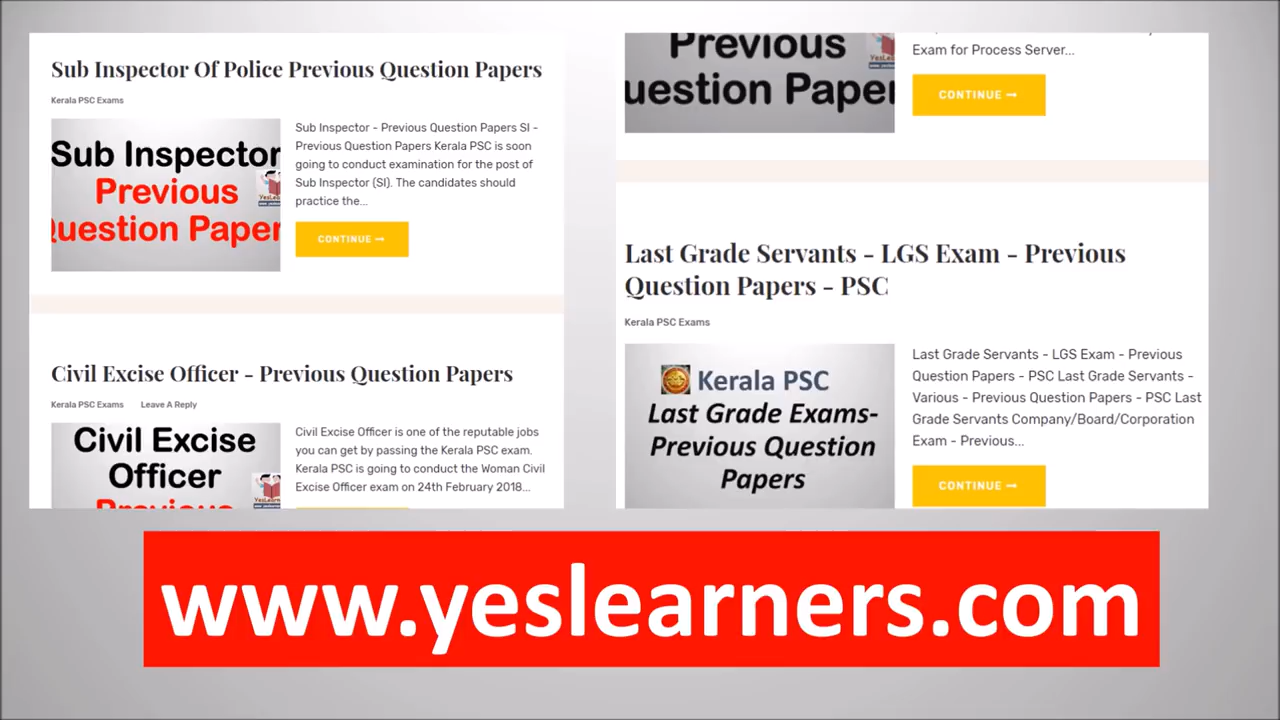 Sub Inspector Of Police Previous Question Papers
Kerala PSC Exams
Sub Inspector
Previous
Question Paper
Sub Inspector - Previous Question Papers SI -
Previous Question Papers Kerala PSC is soon
going to conduct examination for the post of
Sub Inspector (SI). The candidates should
practice the...
CONTINUE →
Civil Excise Officer - Previous Question Papers
Kerala PSC Exams Leave A Reply
Civil Excise
Officer
Previous
YesLearn
Civil Excise Officer is one of the reputable jobs
you can get by passing the Kerala PSC exam.
Kerala PSC is going to conduct the Woman Civil
Excise Officer exam on 24th February 2018...
Previous
uestion Paper
Exam for Process Server...
CONTINUE →
Last Grade Servants - LGS Exam - Previous
Question Papers - PSC
Kerala PSC Exams
Kerala PSC
Last Grade Exams-
Previous Question
Papers
Last Grade Servants - LGS Exam - Previous
Question Papers - PSC Last Grade Servants -
Various - Previous Question Papers - PSC Last
Grade Servants Company/Board/Corporation
Exam - Previous...
CONTINUE →
www.yeslearners.com